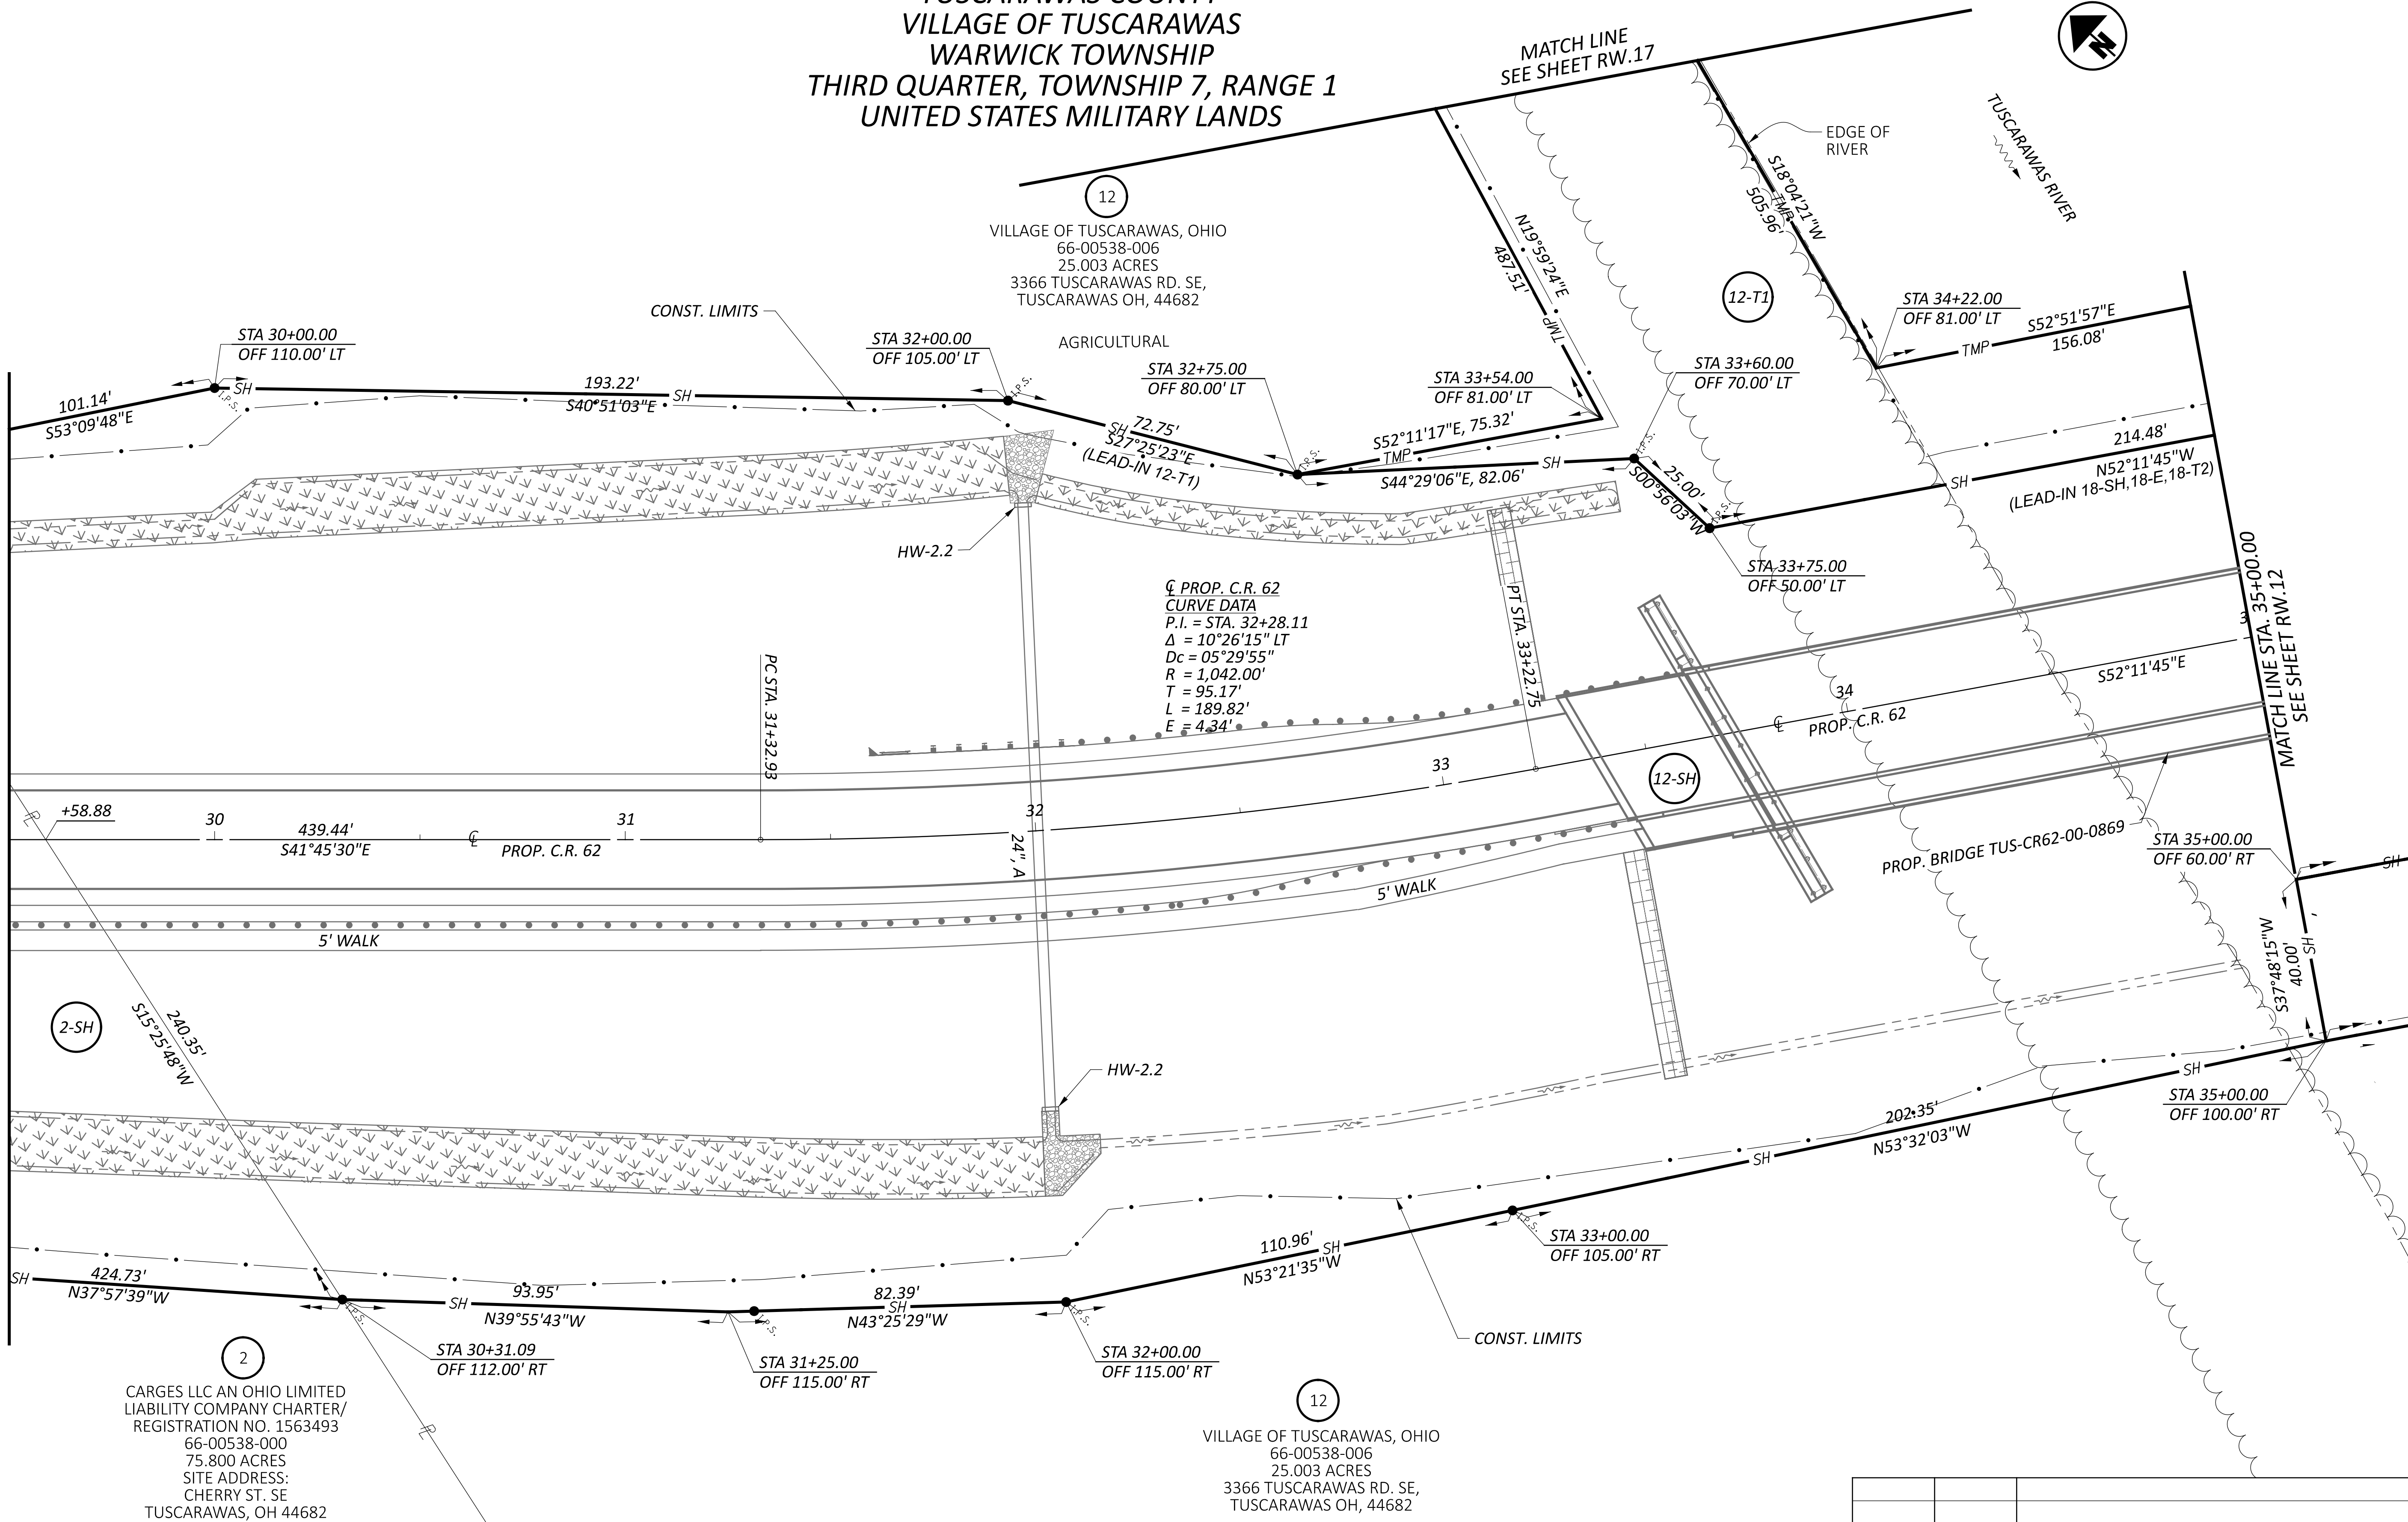 TUSCARAWAS COUNTY
VILLAGE OF TUSCARAWAS
WARWICK TOWNSHIP
THIRD QUARTER, TOWNSHIP 7, RANGE 1
UNITED STATES MILITARY LANDS
MATCH LINE
SEE SHEET RW.17
N
TUSCARAWAS RIVER
EDGE OF
RIVER
S18°04'21"W
TMP
505.96'
12
VILLAGE OF TUSCARAWAS, OHIO
66-00538-006
25.003 ACRES
3366 TUSCARAWAS RD. SE,
TUSCARAWAS OH, 44682
AGRICULTURAL
N19°59'24"E
487.51'
TMP
12-T1
STA 34+22.00
OFF 81.00' LT
S52°51'57"E
TMP
156.08'
CONST. LIMITS
STA 30+00.00
OFF 110.00' LT
STA 32+00.00
OFF 105.00' LT
STA 32+75.00
OFF 80.00' LT
STA 33+54.00
OFF 81.00' LT
STA 33+60.00
OFF 70.00' LT
101.14'
S53°09'48"E
SH
I.P.S.
193.22'
S40°51'03"E
SH
I.P.S.
72.75'
SH
S27°25'23"E
(LEAD-IN 12-T1)
I.P.S.
S52°11'17"E, 75.32'
TMP
SH
S44°29'06"E, 82.06'
I.P.S.
25.00'
S00°56'03"W
I.P.S.
214.48'
N52°11'45"W
SH
(LEAD-IN 18-SH,18-E,18-T2)
STA 33+75.00
OFF 50.00' LT
HW-2.2
℄ PROP. C.R. 62
CURVE DATA
P.I. = STA. 32+28.11
Δ = 10°26'15" LT
Dc = 05°29'55"
R = 1,042.00'
T = 95.17'
L = 189.82'
E = 4.34'
PC STA. 31+32.93
PT STA. 33+22.75
MATCH LINE STA. 35+00.00
SEE SHEET RW.12
3
S52°11'45"E
34
℄ PROP. C.R. 62
33
12-SH
32
24", A
PL
+58.88
30
439.44'
S41°45'30"E
℄ PROP. C.R. 62
31
5' WALK
5' WALK
PROP. BRIDGE TUS-CR62-00-0869
STA 35+00.00
OFF 60.00' RT
SH
S37°48'15"W
40.00'
SH
'
STA 35+00.00
OFF 100.00' RT
2-SH
240.35'
S15°25'48"W
HW-2.2
SH
202.35'
N53°32'03"W
SH
I.P.S.
STA 33+00.00
OFF 105.00' RT
110.96'
SH
N53°21'35"W
CONST. LIMITS
SH
424.73'
N37°57'39"W
I.P.S.
93.95'
SH
N39°55'43"W
I.P.S.
82.39'
SH
N43°25'29"W
I.P.S.
STA 30+31.09
OFF 112.00' RT
STA 31+25.00
OFF 115.00' RT
STA 32+00.00
OFF 115.00' RT
PL
2
CARGES LLC AN OHIO LIMITED
LIABILITY COMPANY CHARTER/
REGISTRATION NO. 1563493
66-00538-000
75.800 ACRES
SITE ADDRESS:
CHERRY ST. SE
TUSCARAWAS, OH 44682
12
VILLAGE OF TUSCARAWAS, OHIO
66-00538-006
25.003 ACRES
3366 TUSCARAWAS RD. SE,
TUSCARAWAS OH, 44682